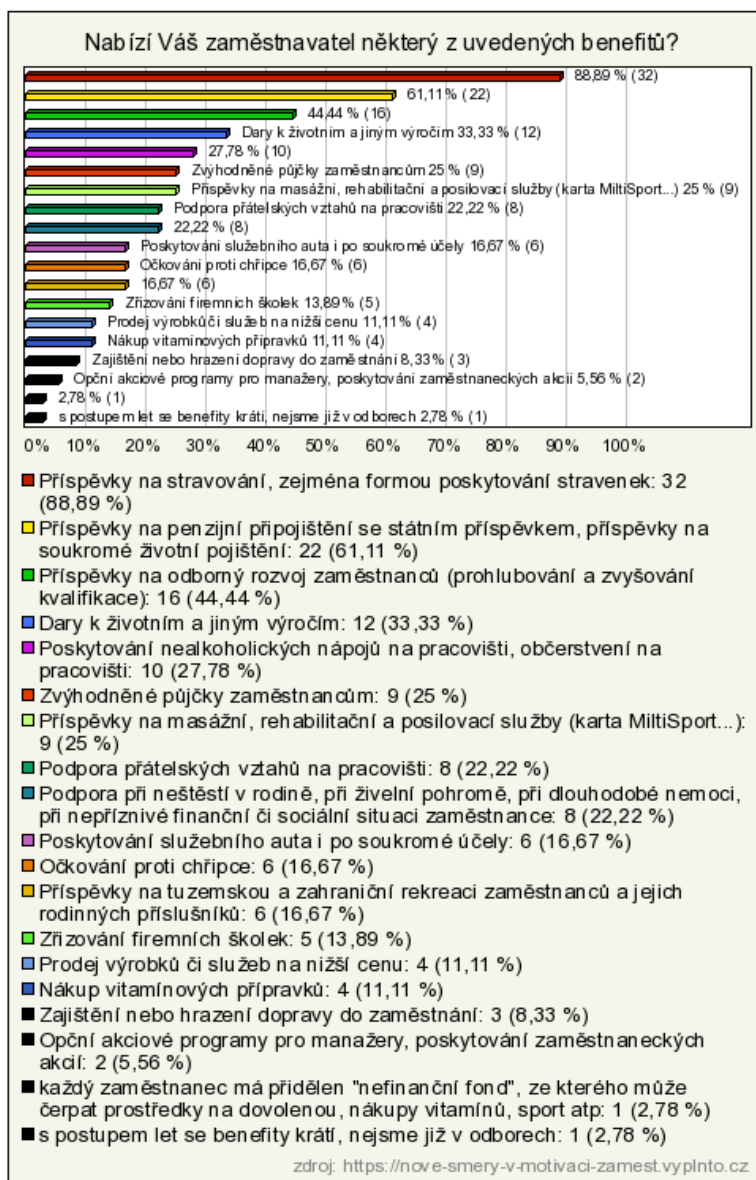 Nabízí Váš zaměstnavatel některý z uvedených benefitů?
88,89 % (32)
61,11 % (22)
44,44 % (16)
Dary k životním a jiným výročím 33,33 % (12)
27,78 % (10)
Zvýhodněné půjčky zaměstnancům 25 % (9)
Příspěvky na masážní, rehabilitační a posilovací služby (karta MiltiSport...) 25 % (9)
Podpora přátelských vztahů na pracovišti 22,22 % (8)
22,22 % (8)
Poskytování služebního auta i po soukromé účely 16,67 % (6)
Očkování proti chřipce 16,67 % (6)
16,67 % (6)
Zřizování firemních školek 13,89 % (5)
Prodej výrobků či služeb na nižší cenu 11,11 % (4)
Nákup vitamínových přípravků 11,11 % (4)
Zajištění nebo hrazení dopravy do zaměstnání 8,33 % (3)
Opční akciové programy pro manažery, poskytování zaměstnaneckých akcií 5,56 % (2)
2,78 % (1)
s postupem let se benefity krátí, nejsme již v odborech 2,78 % (1)
0% 10% 20% 30% 40% 50% 60% 70% 80% 90% 100%
Příspěvky na stravování, zejména formou poskytování stravenek: 32
(88,89 %)
Příspěvky na penzijní připojištění se státním příspěvkem, příspěvky na
soukromé životní pojištění: 22 (61,11 %)
Příspěvky na odborný rozvoj zaměstnanců (prohlubování a zvyšování
kvalifikace): 16 (44,44 %)
Dary k životním a jiným výročím: 12 (33,33 %)
Poskytování nealkoholických nápojů na pracovišti, občerstvení na
pracovišti: 10 (27,78 %)
Zvýhodněné půjčky zaměstnancům: 9 (25 %)
Příspěvky na masážní, rehabilitační a posilovací služby (karta MiltiSport...):
9 (25 %)
Podpora přátelských vztahů na pracovišti: 8 (22,22 %)
Podpora při neštěstí v rodině, při živelní pohromě, při dlouhodobé nemoci,
při nepříznivé finanční či sociální situaci zaměstnance: 8 (22,22 %)
Poskytování služebního auta i po soukromé účely: 6 (16,67 %)
Očkování proti chřipce: 6 (16,67 %)
Příspěvky na tuzemskou a zahraniční rekreaci zaměstnanců a jejich
rodinných příslušníků: 6 (16,67 %)
Zřizování firemních školek: 5 (13,89 %)
Prodej výrobků či služeb na nižší cenu: 4 (11,11 %)
Nákup vitamínových přípravků: 4 (11,11 %)
Zajištění nebo hrazení dopravy do zaměstnání: 3 (8,33 %)
Opční akciové programy pro manažery, poskytování zaměstnaneckých
akcií: 2 (5,56 %)
každý zaměstnanec má přidělen "nefinanční fond", ze kterého může
čerpat prostředky na dovolenou, nákupy vitamínů, sport atp: 1 (2,78 %)
s postupem let se benefity krátí, nejsme již v odborech: 1 (2,78 %)
zdroj: https://nove-smery-v-motivaci-zamest.vyplnto.cz